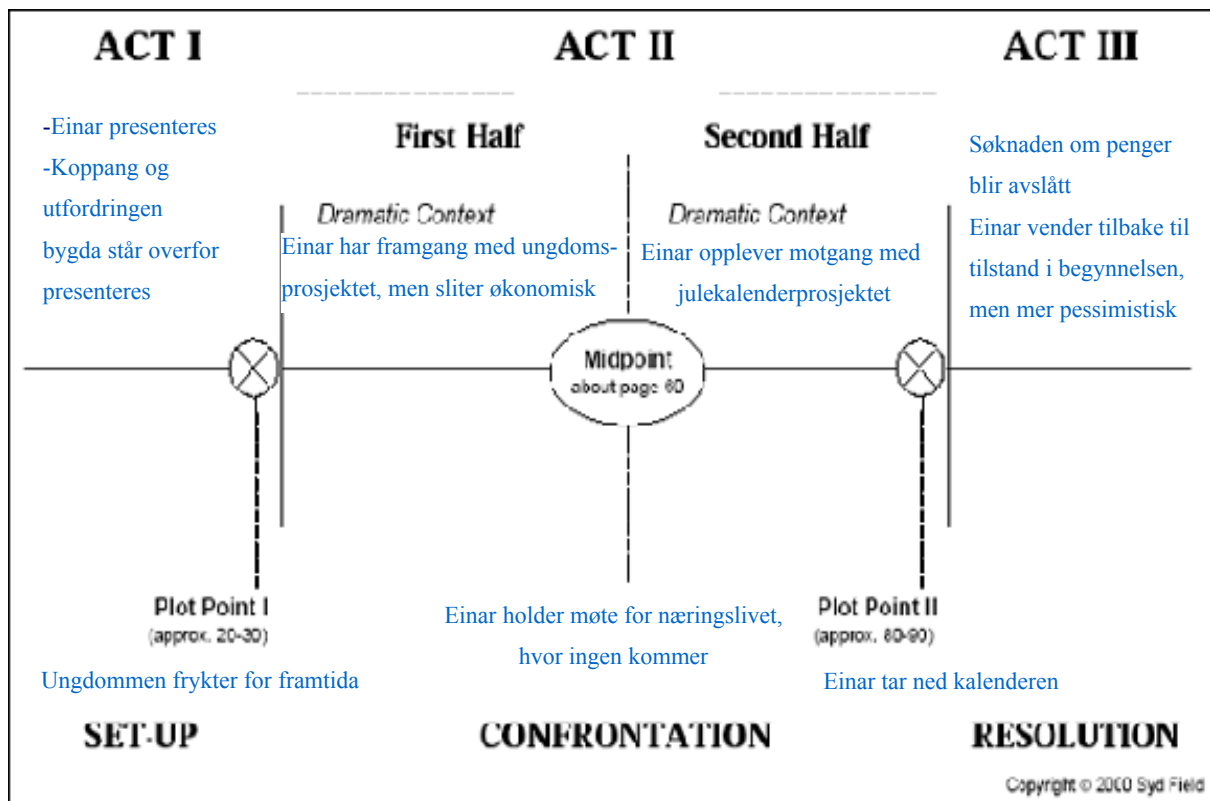 ACT I
-Einar presenteres
-Koppang og
utfordringen
bygda står overfor
presenteres
ACT II
First Half
Dramatic Context
Einar har framgang med ungdoms-
prosjektet, men sliter økonomisk
Second Half
Dramatic Context
Einar opplever motgang med
julekalenderprosjektet
ACT III
Søknaden om penger
blir avslått
Einar vender tilbake til
tilstand i begynnelsen,
men mer pessimistisk
Midpoint
about page 60
Plot Point I
(approx. 20-30)
Ungdommen frykter for framtida
Einar holder møte for næringslivet,
hvor ingen kommer
Plot Point II
(approx. 80-90)
Einar tar ned kalenderen
SET-UP
CONFRONTATION
RESOLUTION
Copyright © 2000 Syd Field